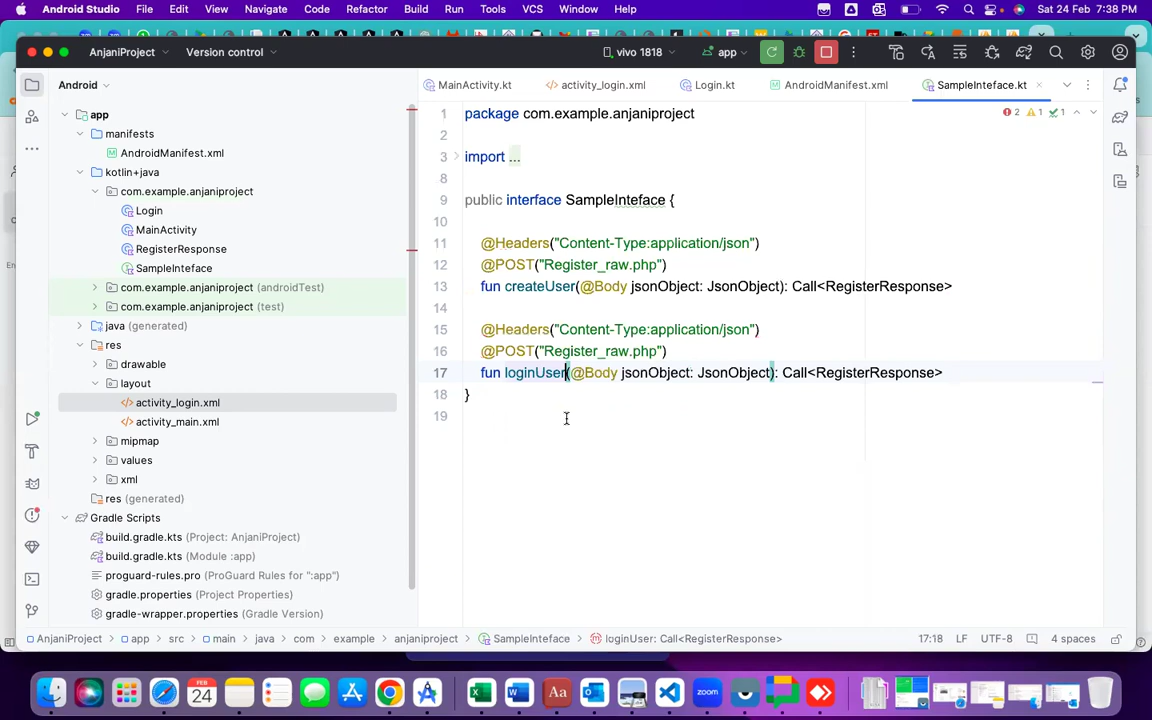 Android Studio File Edit View Navigate Code Refactor Build Run Tools VCS Window Help Sat 24 Feb 7:38 PM
AnjaniProject Version control vivo 1818 app
Android
MainActivity.kt activity_login.xml Login.kt AndroidManifest.xml SampleInteface.kt
app
manifests
AndroidManifest.xml
kotlin+java
com.example.anjaniproject
Login
MainActivity
RegisterResponse
SampleInteface
com.example.anjaniproject (androidTest)
com.example.anjaniproject (test)
java (generated)
res
drawable
layout
activity_login.xml
activity_main.xml
mipmap
values
xml
res (generated)
Gradle Scripts
build.gradle.kts (Project: AnjaniProject)
build.gradle.kts (Module :app)
proguard-rules.pro (ProGuard Rules for ":app")
gradle.properties (Project Properties)
gradle-wrapper.properties (Gradle Version)
2 1 1
1 package com.example.anjaniproject
2
3 import ...
8
9 public interface SampleInteface {
10
11 @Headers("Content-Type:application/json")
12 @POST("Register_raw.php")
13 fun createUser(@Body jsonObject: JsonObject): Call<RegisterResponse>
14
15 @Headers("Content-Type:application/json")
16 @POST("Register_raw.php")
17 fun loginUser(@Body jsonObject: JsonObject): Call<RegisterResponse>
18 }
19
AnjaniProject app src main java com example anjaniproject SampleInteface loginUser: Call<RegisterResponse> 17:18 LF UTF-8 4 spaces
FEB
24
Aa
zoom